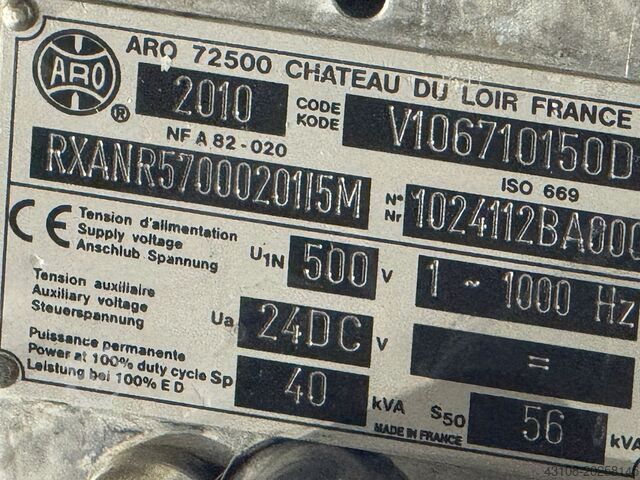 ARO
®
ARO 72500 CHATEAU DU LOIR FRANCE
2010
CODE
KODE
V106710150D
NF A 82-020
RXANR5700020115M
ISO 669
N°
Nr
1024112BA000
CE
Tension d'alimentation
Supply voltage
Anschlub Spannung
U1N 500 V
1 ~ 1000 Hz
Tension auxiliaire
Auxiliary voltage
Steuerspannung
Ua 24DC V
=
Puissance permanente
Power at 100% duty cycle Sp
Leistung bei 100% E D
40 kVA
S50 56 kVA
MADE IN FRANCE